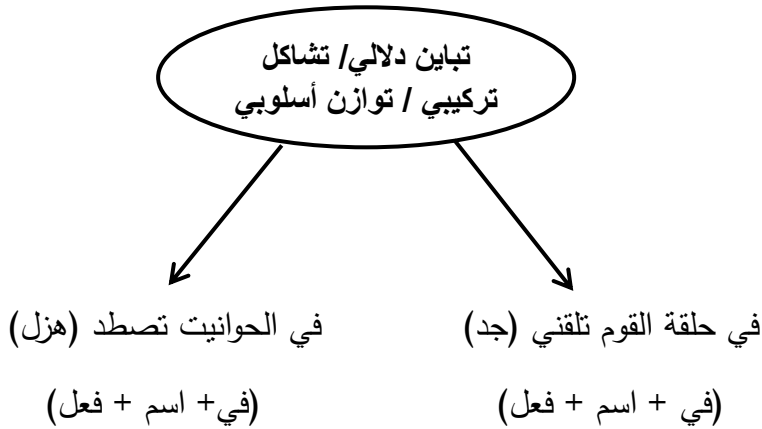 تباين دلالي/ تشاكل
تركيبي / توازن أسلوبي
في حلقة القوم تلقني (جد)
في الحوانيت تصطد (هزل)
(في + اسم + فعل)
(في+ اسم + فعل)